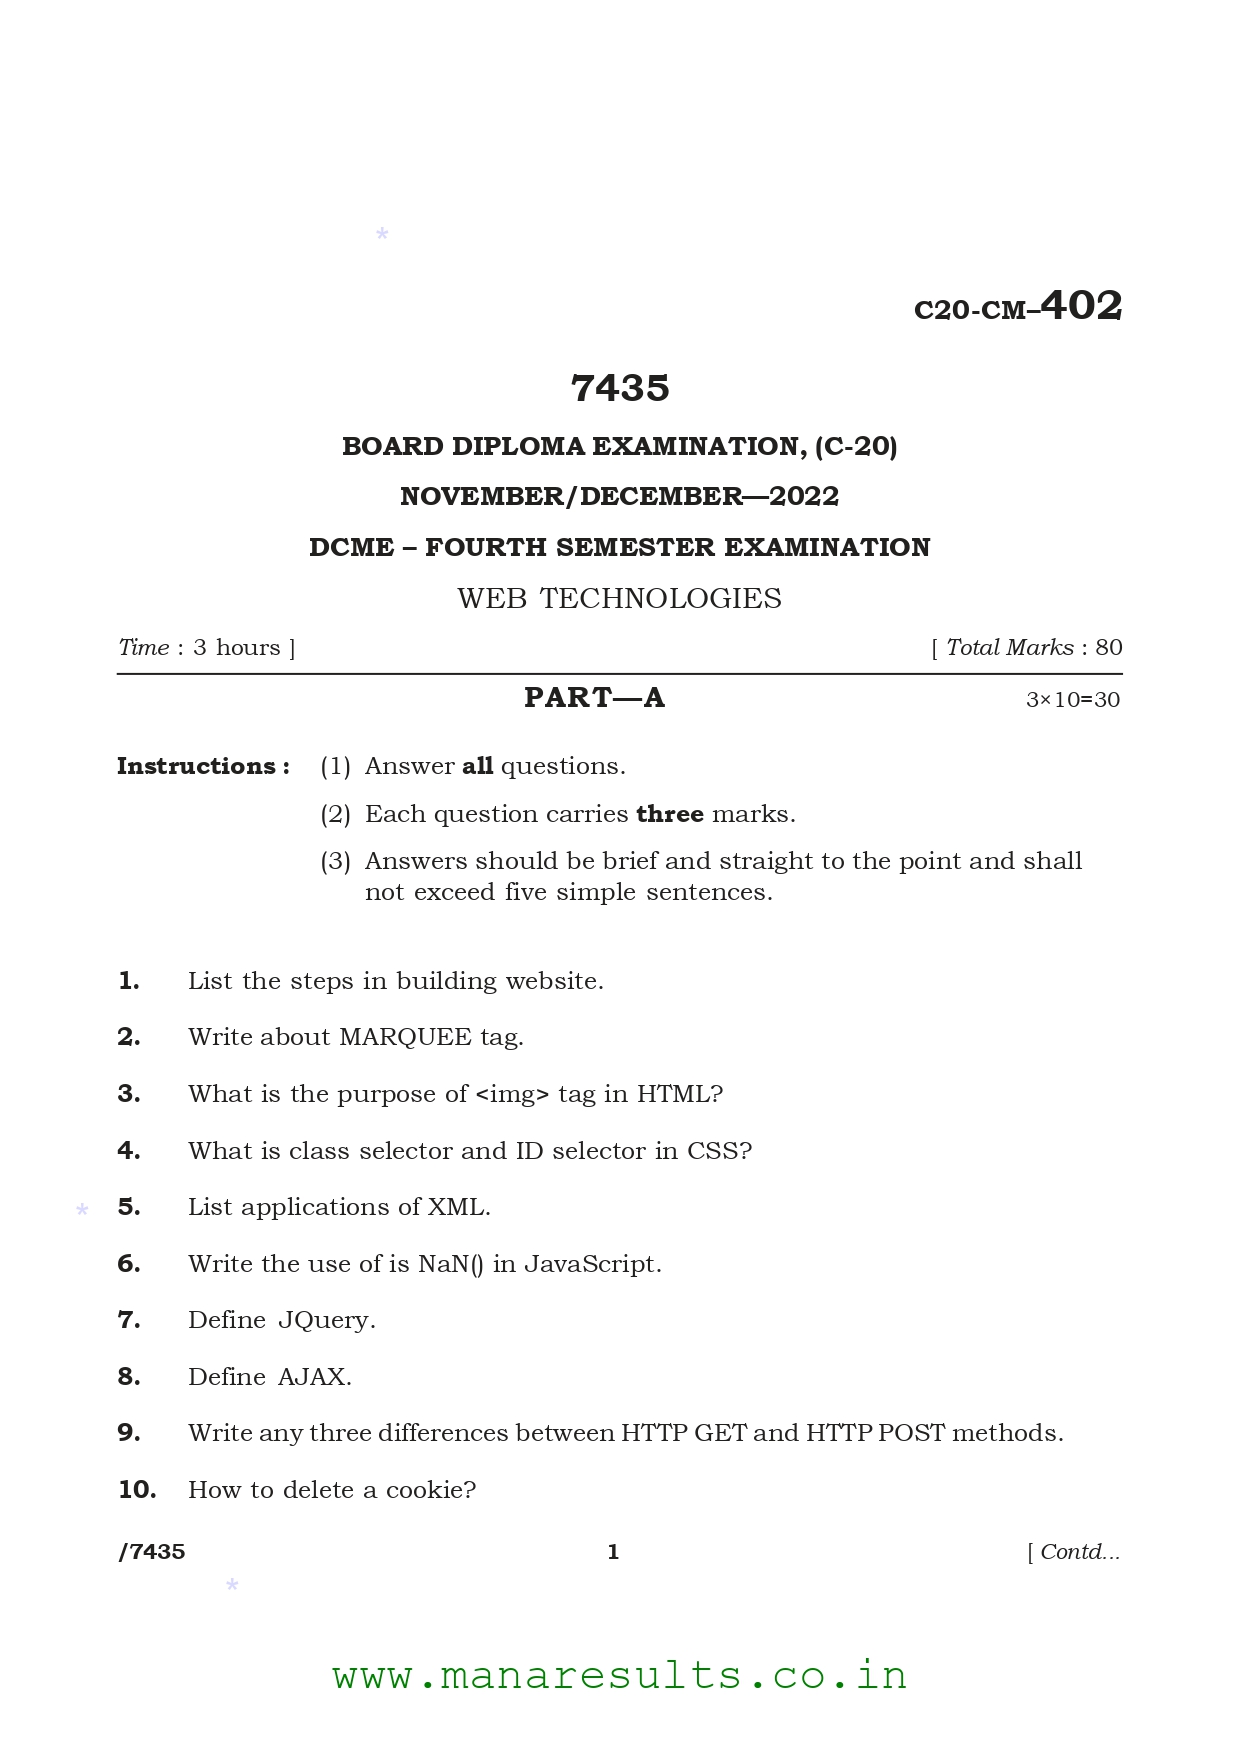 *
C20-CM–402
7435
BOARD DIPLOMA EXAMINATION, (C-20)
NOVEMBER/DECEMBER—2022
DCME – FOURTH SEMESTER EXAMINATION
WEB TECHNOLOGIES
Time : 3 hours ] [ Total Marks : 80
PART—A 3×10=30
Instructions : (1) Answer all questions.
(2) Each question carries three marks.
(3) Answers should be brief and straight to the point and shall
not exceed five simple sentences.
1. List the steps in building website.
2. Write about MARQUEE tag.
3. What is the purpose of <img> tag in HTML?
4. What is class selector and ID selector in CSS?
* 5. List applications of XML.
6. Write the use of is NaN() in JavaScript.
7. Define JQuery.
8. Define AJAX.
9. Write any three differences between HTTP GET and HTTP POST methods.
10. How to delete a cookie?
/7435 1 [ Contd...
*
www.manaresults.co.in